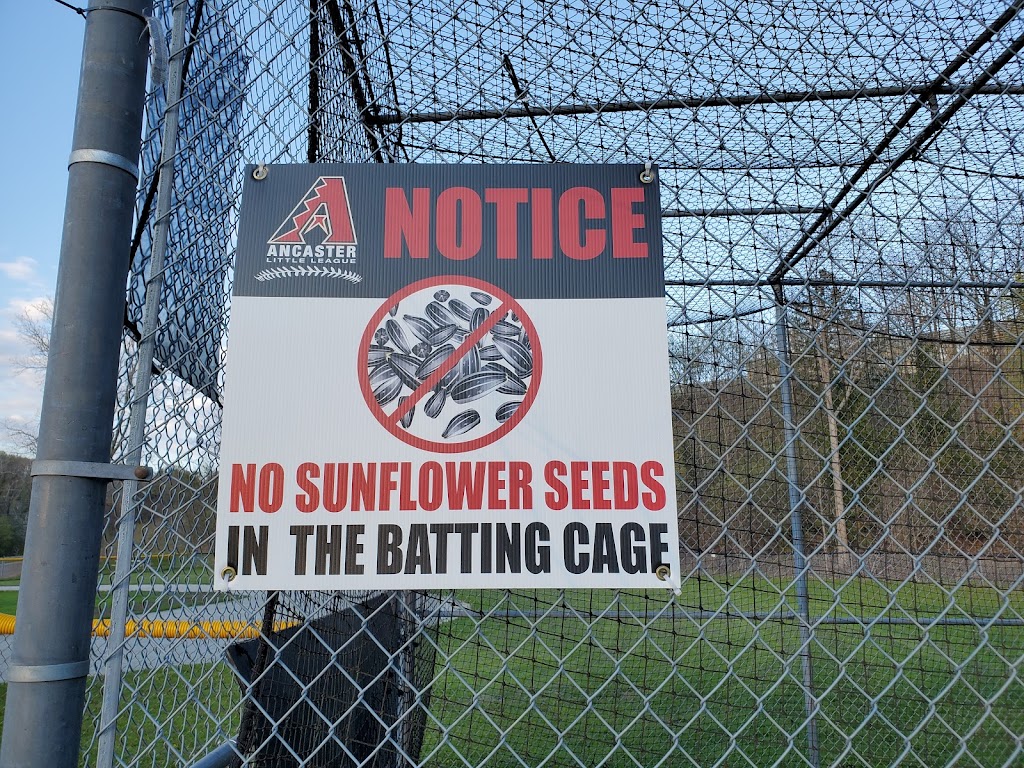 NOTICE
ANCASTER
LITTLE LEAGUE
NO SUNFLOWER SEEDS
IN THE BATTING CAGE